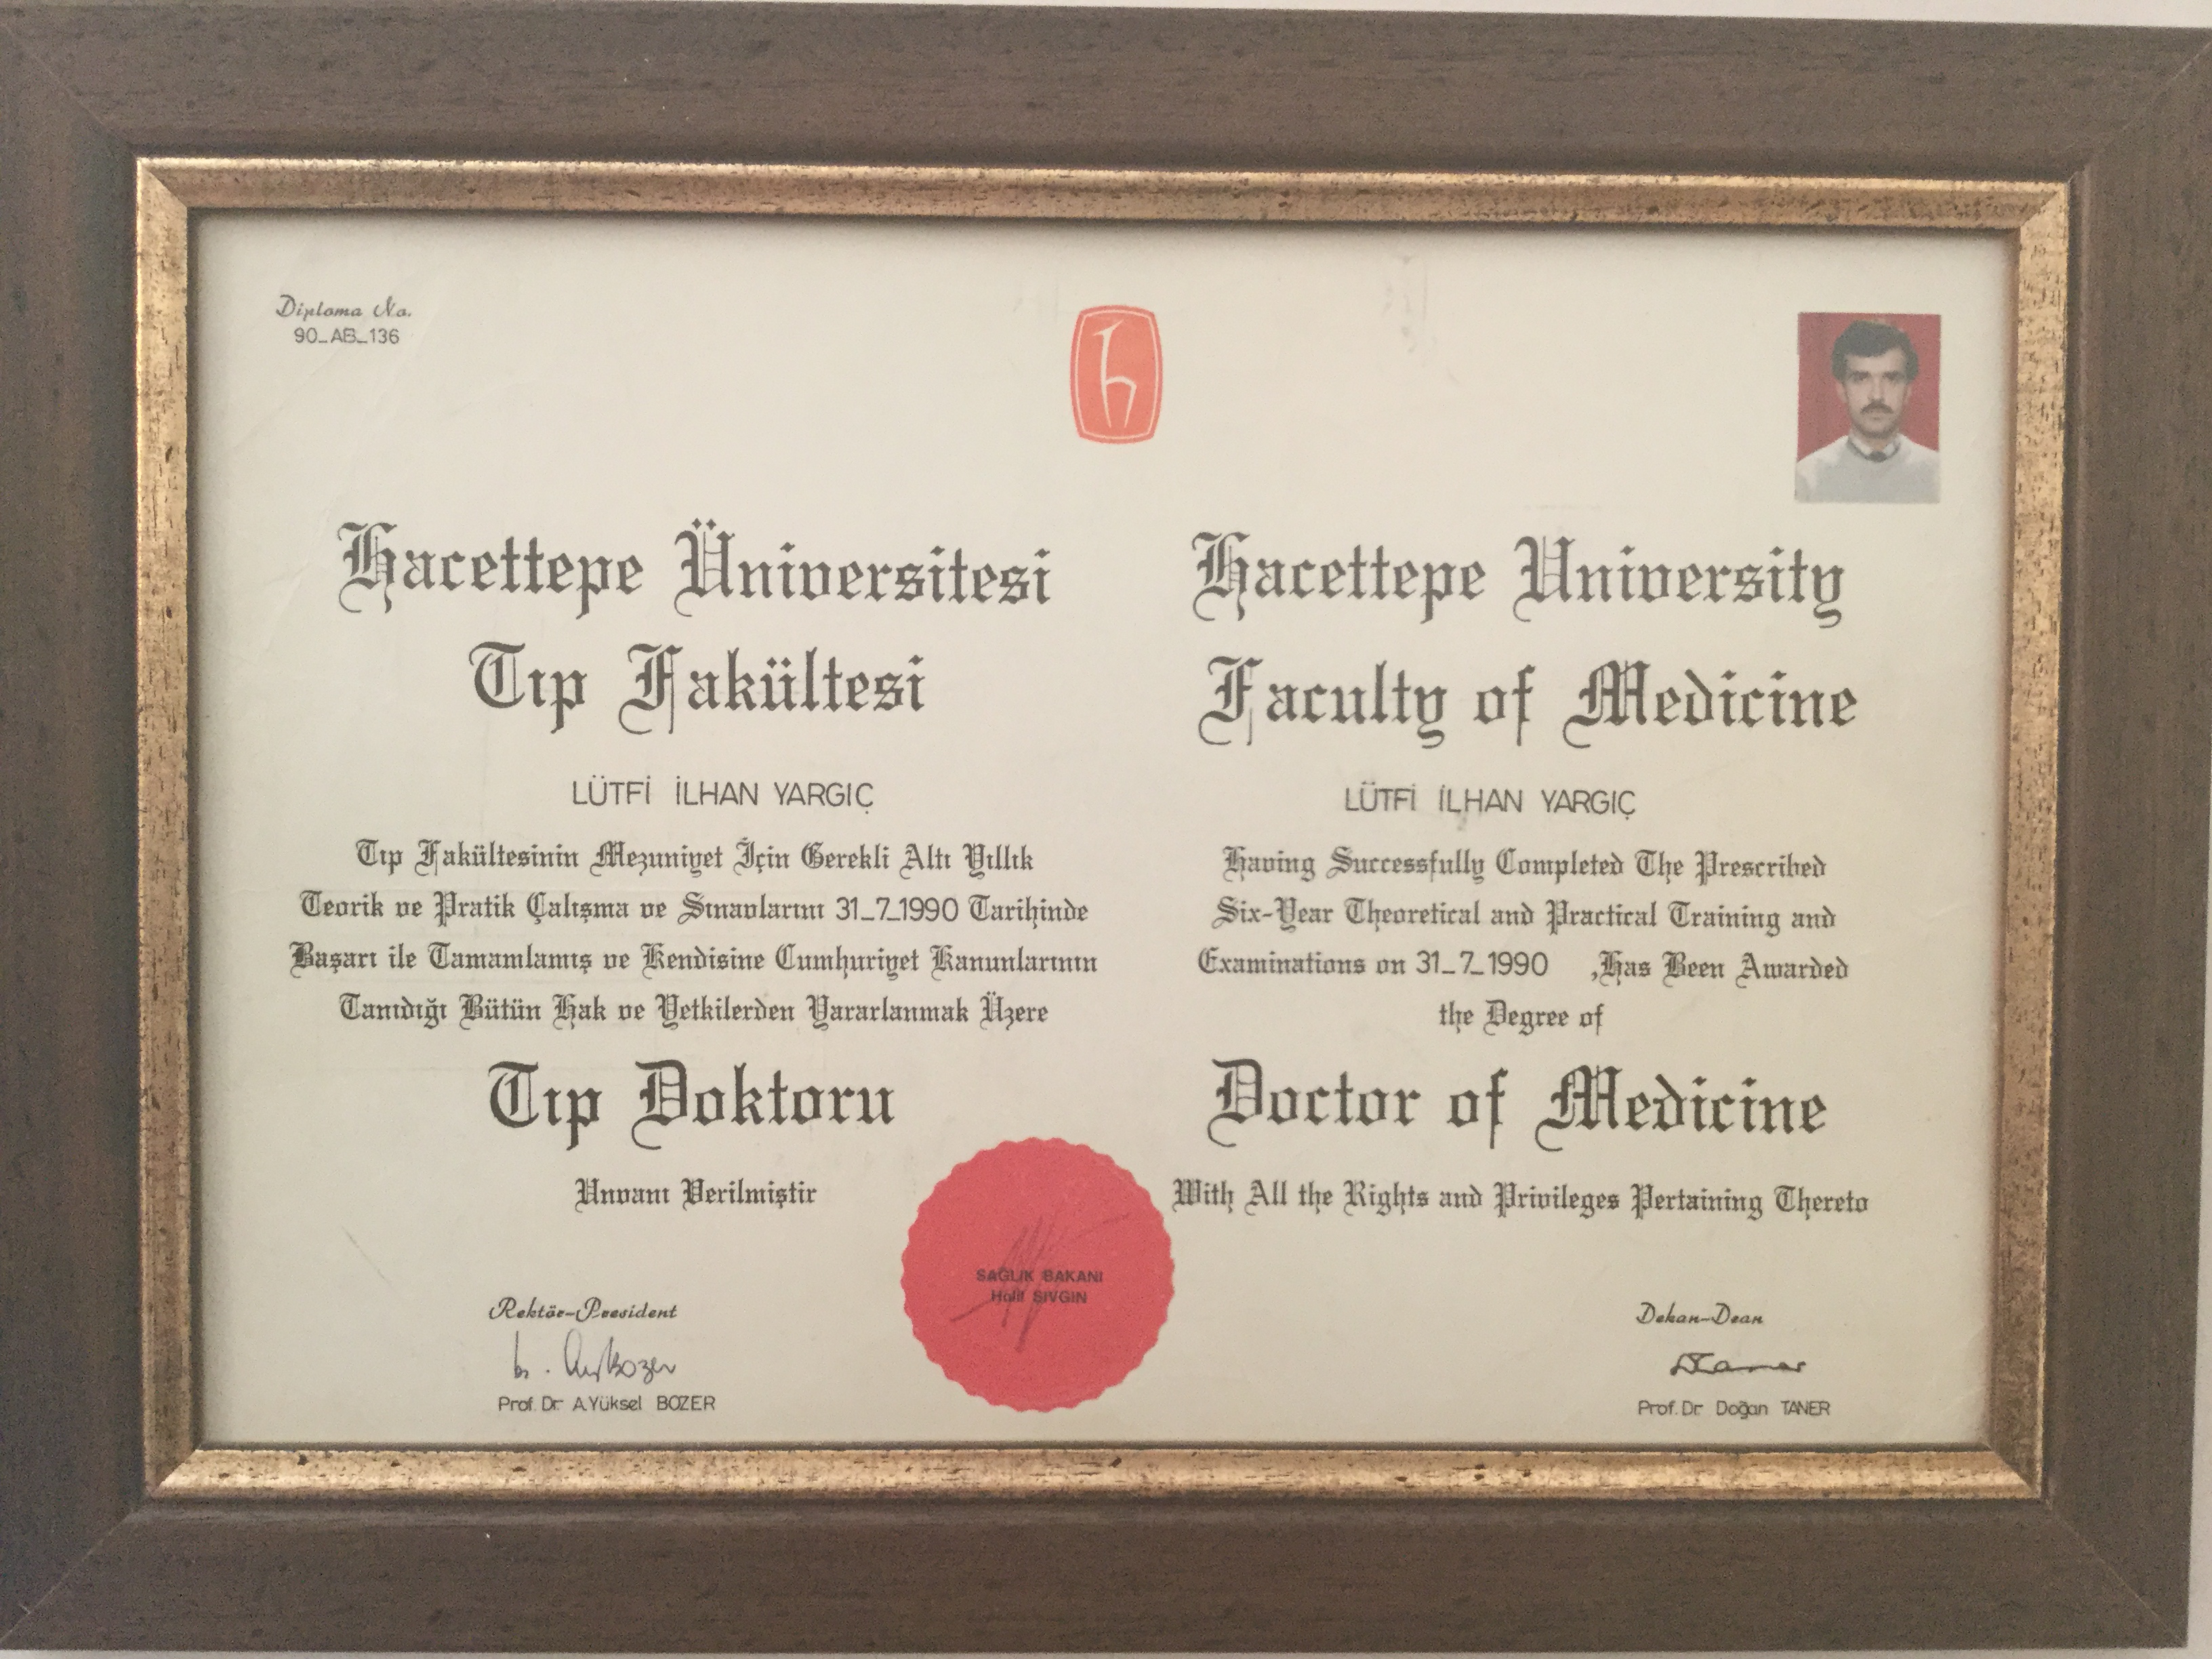 Diploma No.
90_AB_136
h
Hacettepe Üniversitesi
Tıp Fakültesi
LÜTFİ İLHAN YARGIÇ
Tıp Fakültesinin Mezuniyet İçin Gerekli Altı Yıllık
Teorik ve Pratik Çalışma ve Sınavlarını 31_7_1990 Tarihinde
Başarı ile Tamamlamış ve Kendisine Cumhuriyet Kanunlarının
Tanıdığı Bütün Hak ve Yetkilerden Yararlanmak Üzere
Tıp Doktoru
Unvanı Verilmiştir
Rektör-President
Prof. Dr. A.Yüksel BOZER
Hacettepe University
Faculty of Medicine
LÜTFİ İLHAN YARGIÇ
Having Successfully Completed The Prescribed
Six-Year Theoretical and Practical Training and
Examinations on 31_7_1990 ,Has Been Awarded
the Degree of
Doctor of Medicine
With All the Rights and Privileges Pertaining Thereto
SAĞLIK BAKANI
Halil ŞIVGIN
Dekan-Dean
Prof. Dr. Doğan TANER